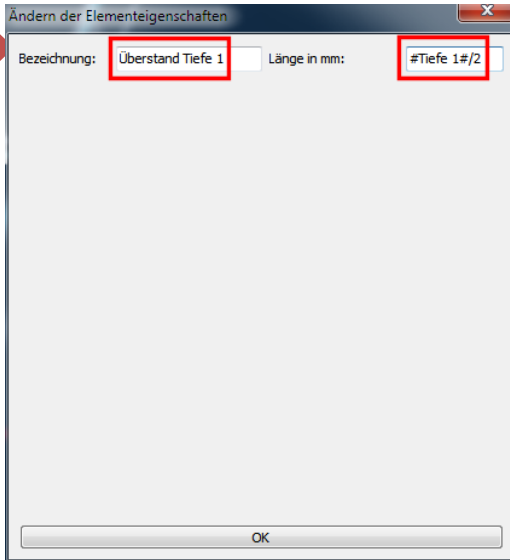 Ändern der Elementeigenschaften
Bezeichnung: Überstand Tiefe 1 Länge in mm: #Tiefe 1#/2
OK